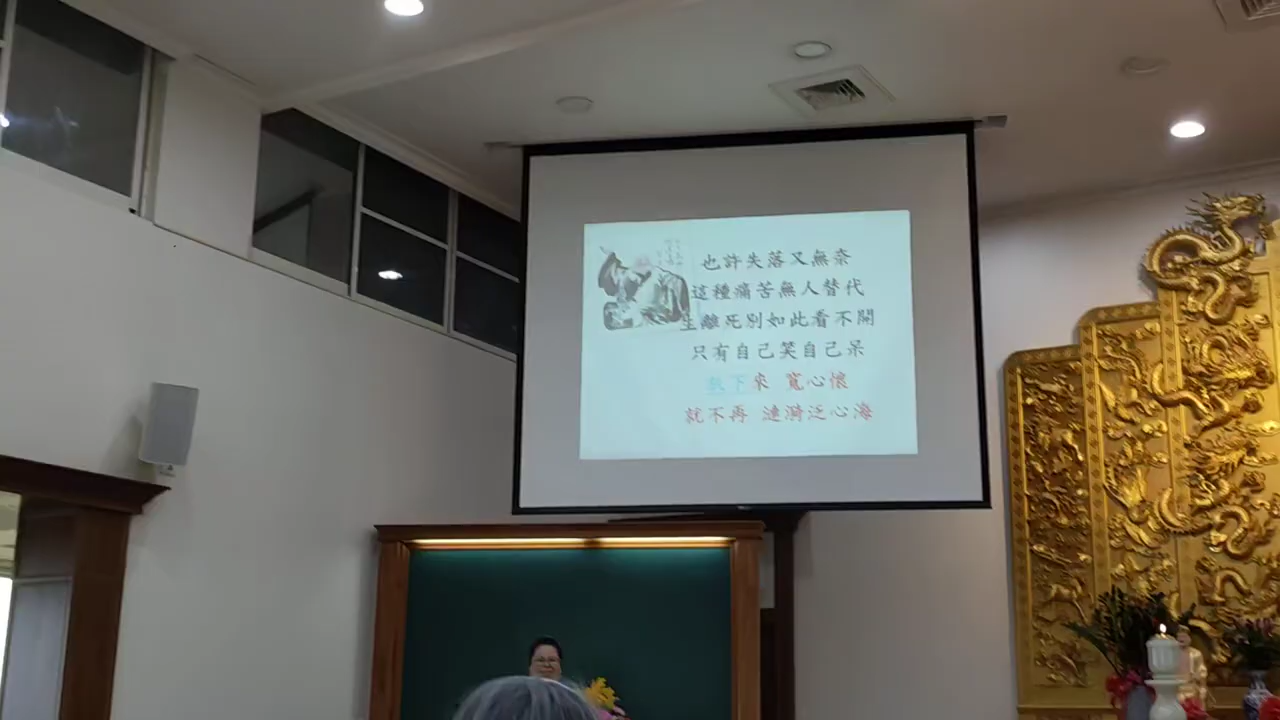 也許失落又無奈
這種痛苦無人替代
生離死別如此看不開
只有自己笑自己呆
放下來 寬心懷
就不再 漣漪泛心海